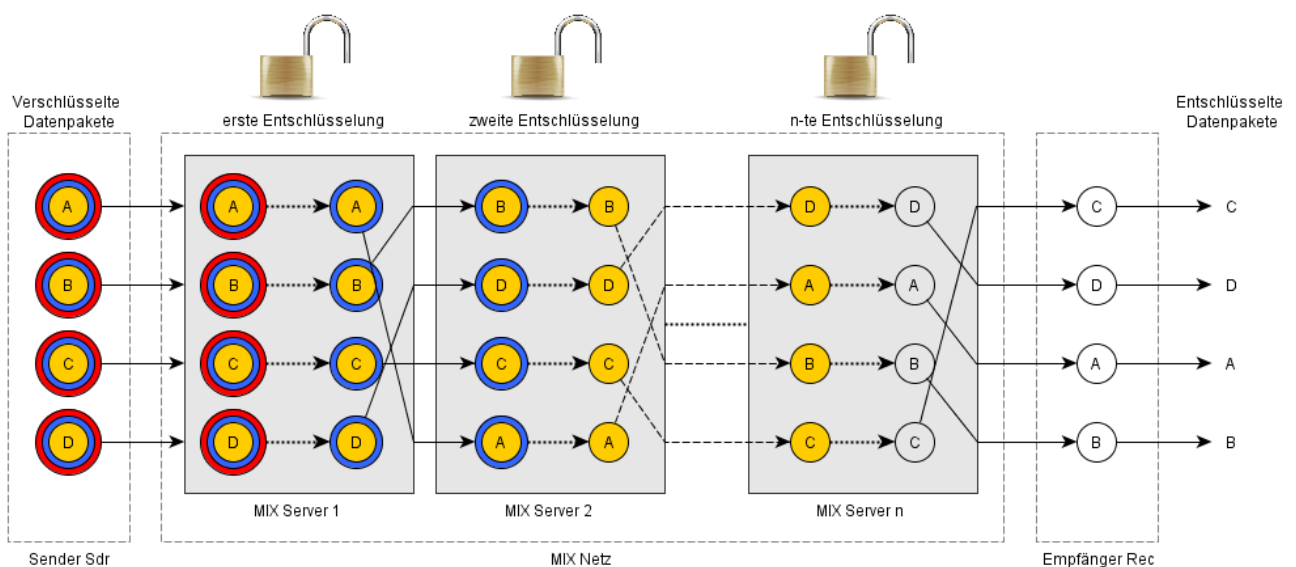 Verschlüsselte
Datenpakete
erste Entschlüsselung
zweite Entschlüsselung
n-te Entschlüsselung
Entschlüsselte
Datenpakete
A A A B B D D C C
B B B D D A A D D
C C C C C B B A A
D D D A A C C B B
MIX Server 1
MIX Server 2
MIX Server n
Sender Sdr
MIX Netz
Empfänger Rec